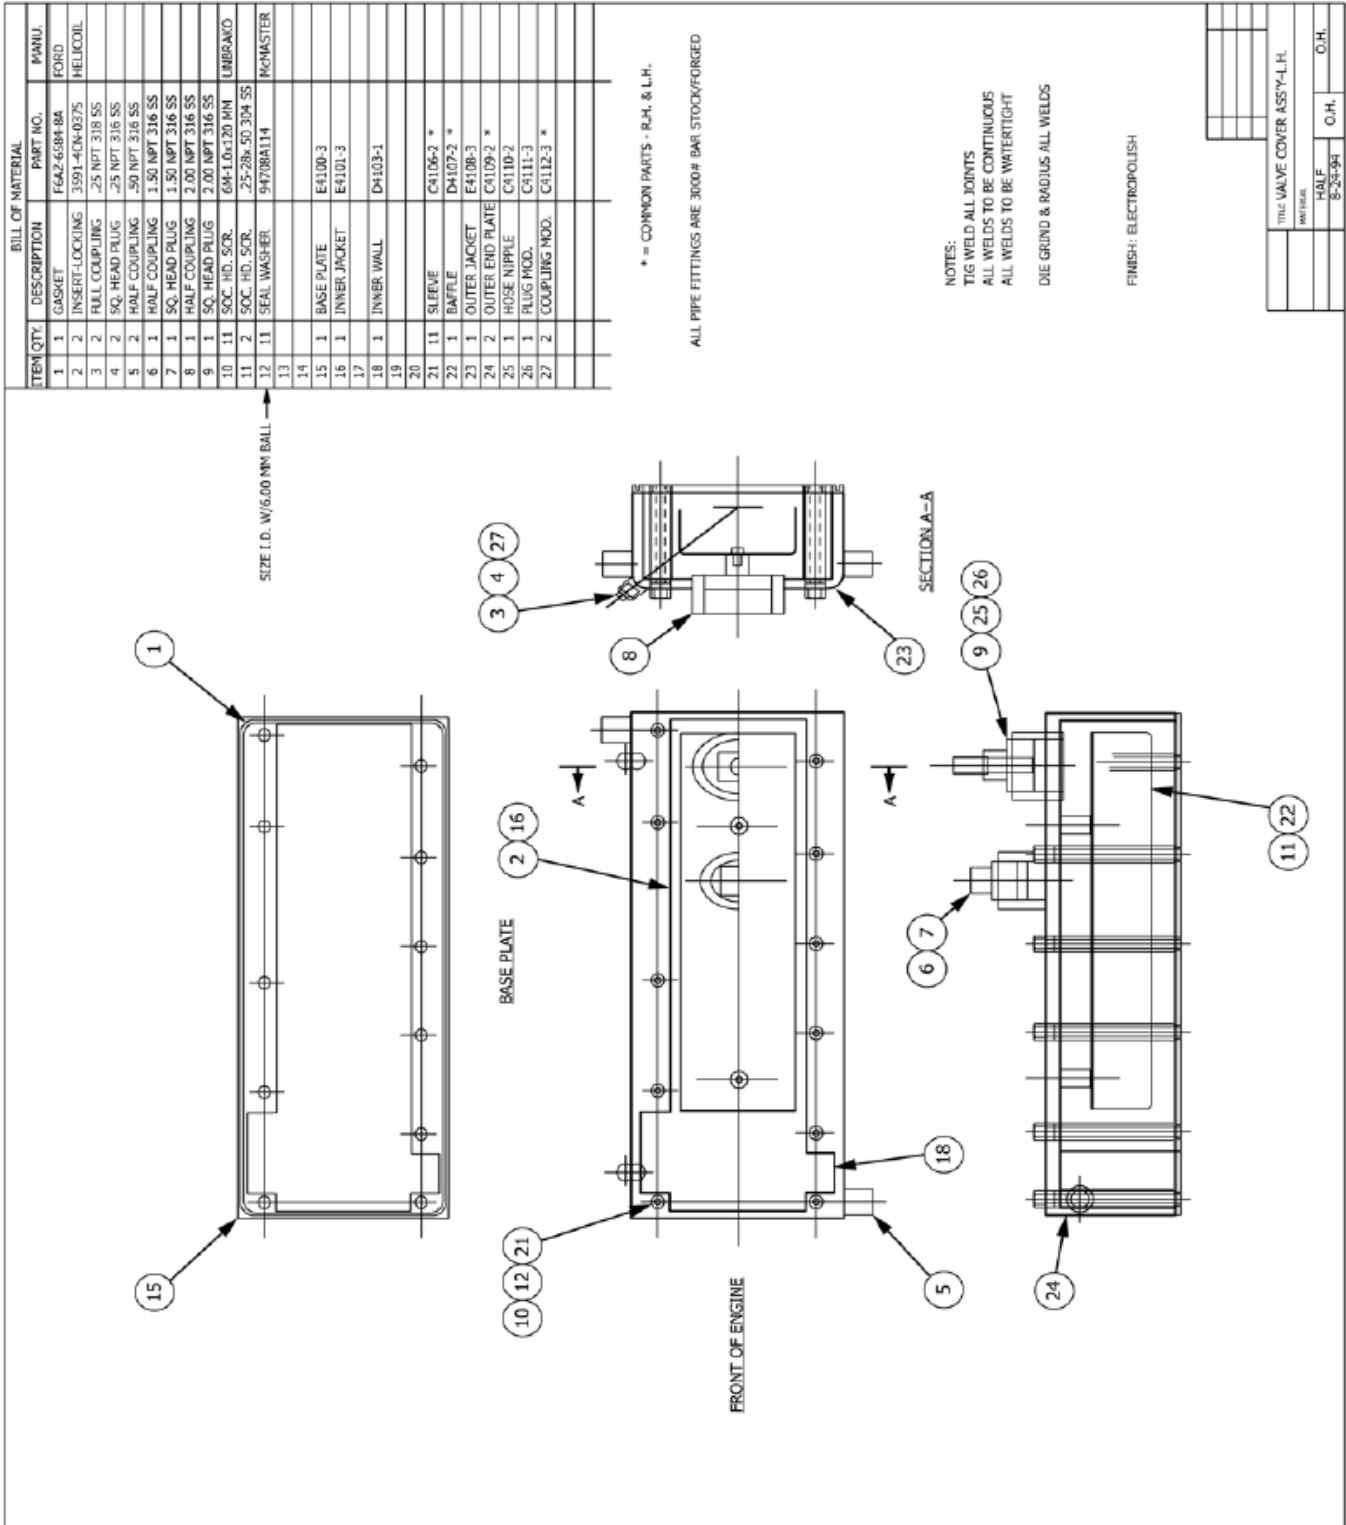 BILL OF MATERIAL
ITEM QTY. DESCRIPTION PART NO. MANU.
1 1 GASKET F6AZ-6584-8A FORD
2 2 INSERT-LOCKING 3591-4CN-0375 HELICOIL
3 2 FULL COUPLING .25 NPT 318 SS
4 2 SQ. HEAD PLUG .25 NPT 316 SS
5 2 HALF COUPLING .50 NPT 316 SS
6 1 HALF COUPLING 1.50 NPT 316 SS
7 1 SQ. HEAD PLUG 1.50 NPT 316 SS
8 1 HALF COUPLING 2.00 NPT 316 SS
9 1 SQ. HEAD PLUG 2.00 NPT 316 SS
10 11 SOC. HD. SCR. 6M-1.0x120 MM UNBRAKO
11 2 SOC. HD. SCR. .25-28x.50 304 SS
12 11 SEAL WASHER 94708A114 McMASTER
13
14
15 1 BASE PLATE E4100-3
16 1 INNER JACKET E4101-3
17
18 1 INNER WALL D4103-1
19
20
21 11 SLEEVE C4106-2 *
22 1 BAFFLE D4107-2 *
23 1 OUTER JACKET E4108-3
24 2 OUTER END PLATE C4109-2 *
25 1 HOSE NIPPLE C4110-2
26 1 PLUG MOD. C4111-3
27 2 COUPLING MOD. C4112-3 *
SIZE I.D. W/6.00 MM BALL
* = COMMON PARTS - R.H. & L.H.
ALL PIPE FITTINGS ARE 3000# BAR STOCK/FORGED
15
1
BASE PLATE
10 12 21
2 16
A
A
FRONT OF ENGINE
5
18
3 4 27
8
23
SECTION A-A
6 7
9 25 26
24
11 22
NOTES:
TIG WELD ALL JOINTS
ALL WELDS TO BE CONTINUOUS
ALL WELDS TO BE WATERTIGHT
DIE GRIND & RADIUS ALL WELDS
FINISH: ELECTROPOLISH
TITLE VALVE COVER ASS'Y-L.H.
MATERIAL
HALF O.H.
8-24-94 O.H.